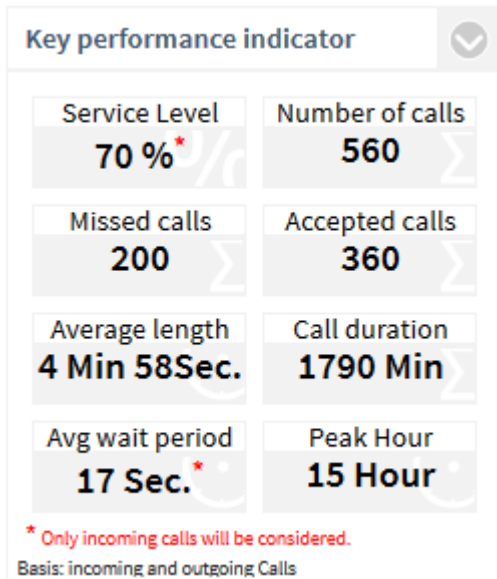 Key performance indicator
Service Level
70 %*
Number of calls
560
Missed calls
200
Accepted calls
360
Average length
4 Min 58Sec.
Call duration
1790 Min
Avg wait period
17 Sec.*
Peak Hour
15 Hour
* Only incoming calls will be considered.
Basis: incoming and outgoing Calls